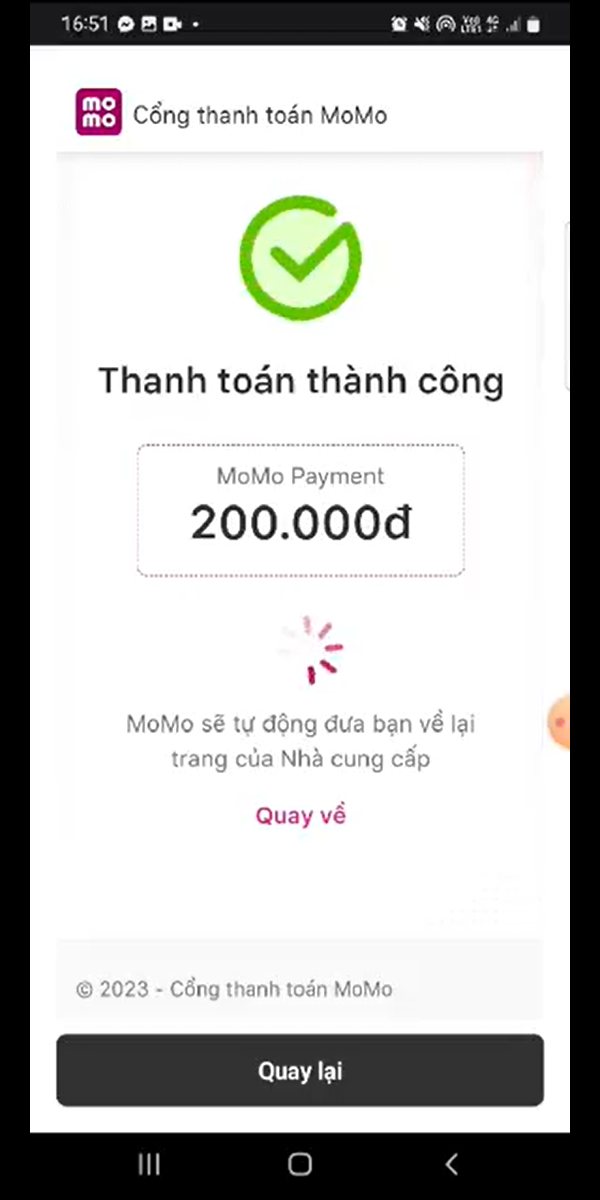 16:51
mo
mo
Cổng thanh toán MoMo
Thanh toán thành công
MoMo Payment
200.000đ
MoMo sẽ tự động đưa bạn về lại
trang của Nhà cung cấp
Quay về
© 2023 - Cổng thanh toán MoMo
Quay lại